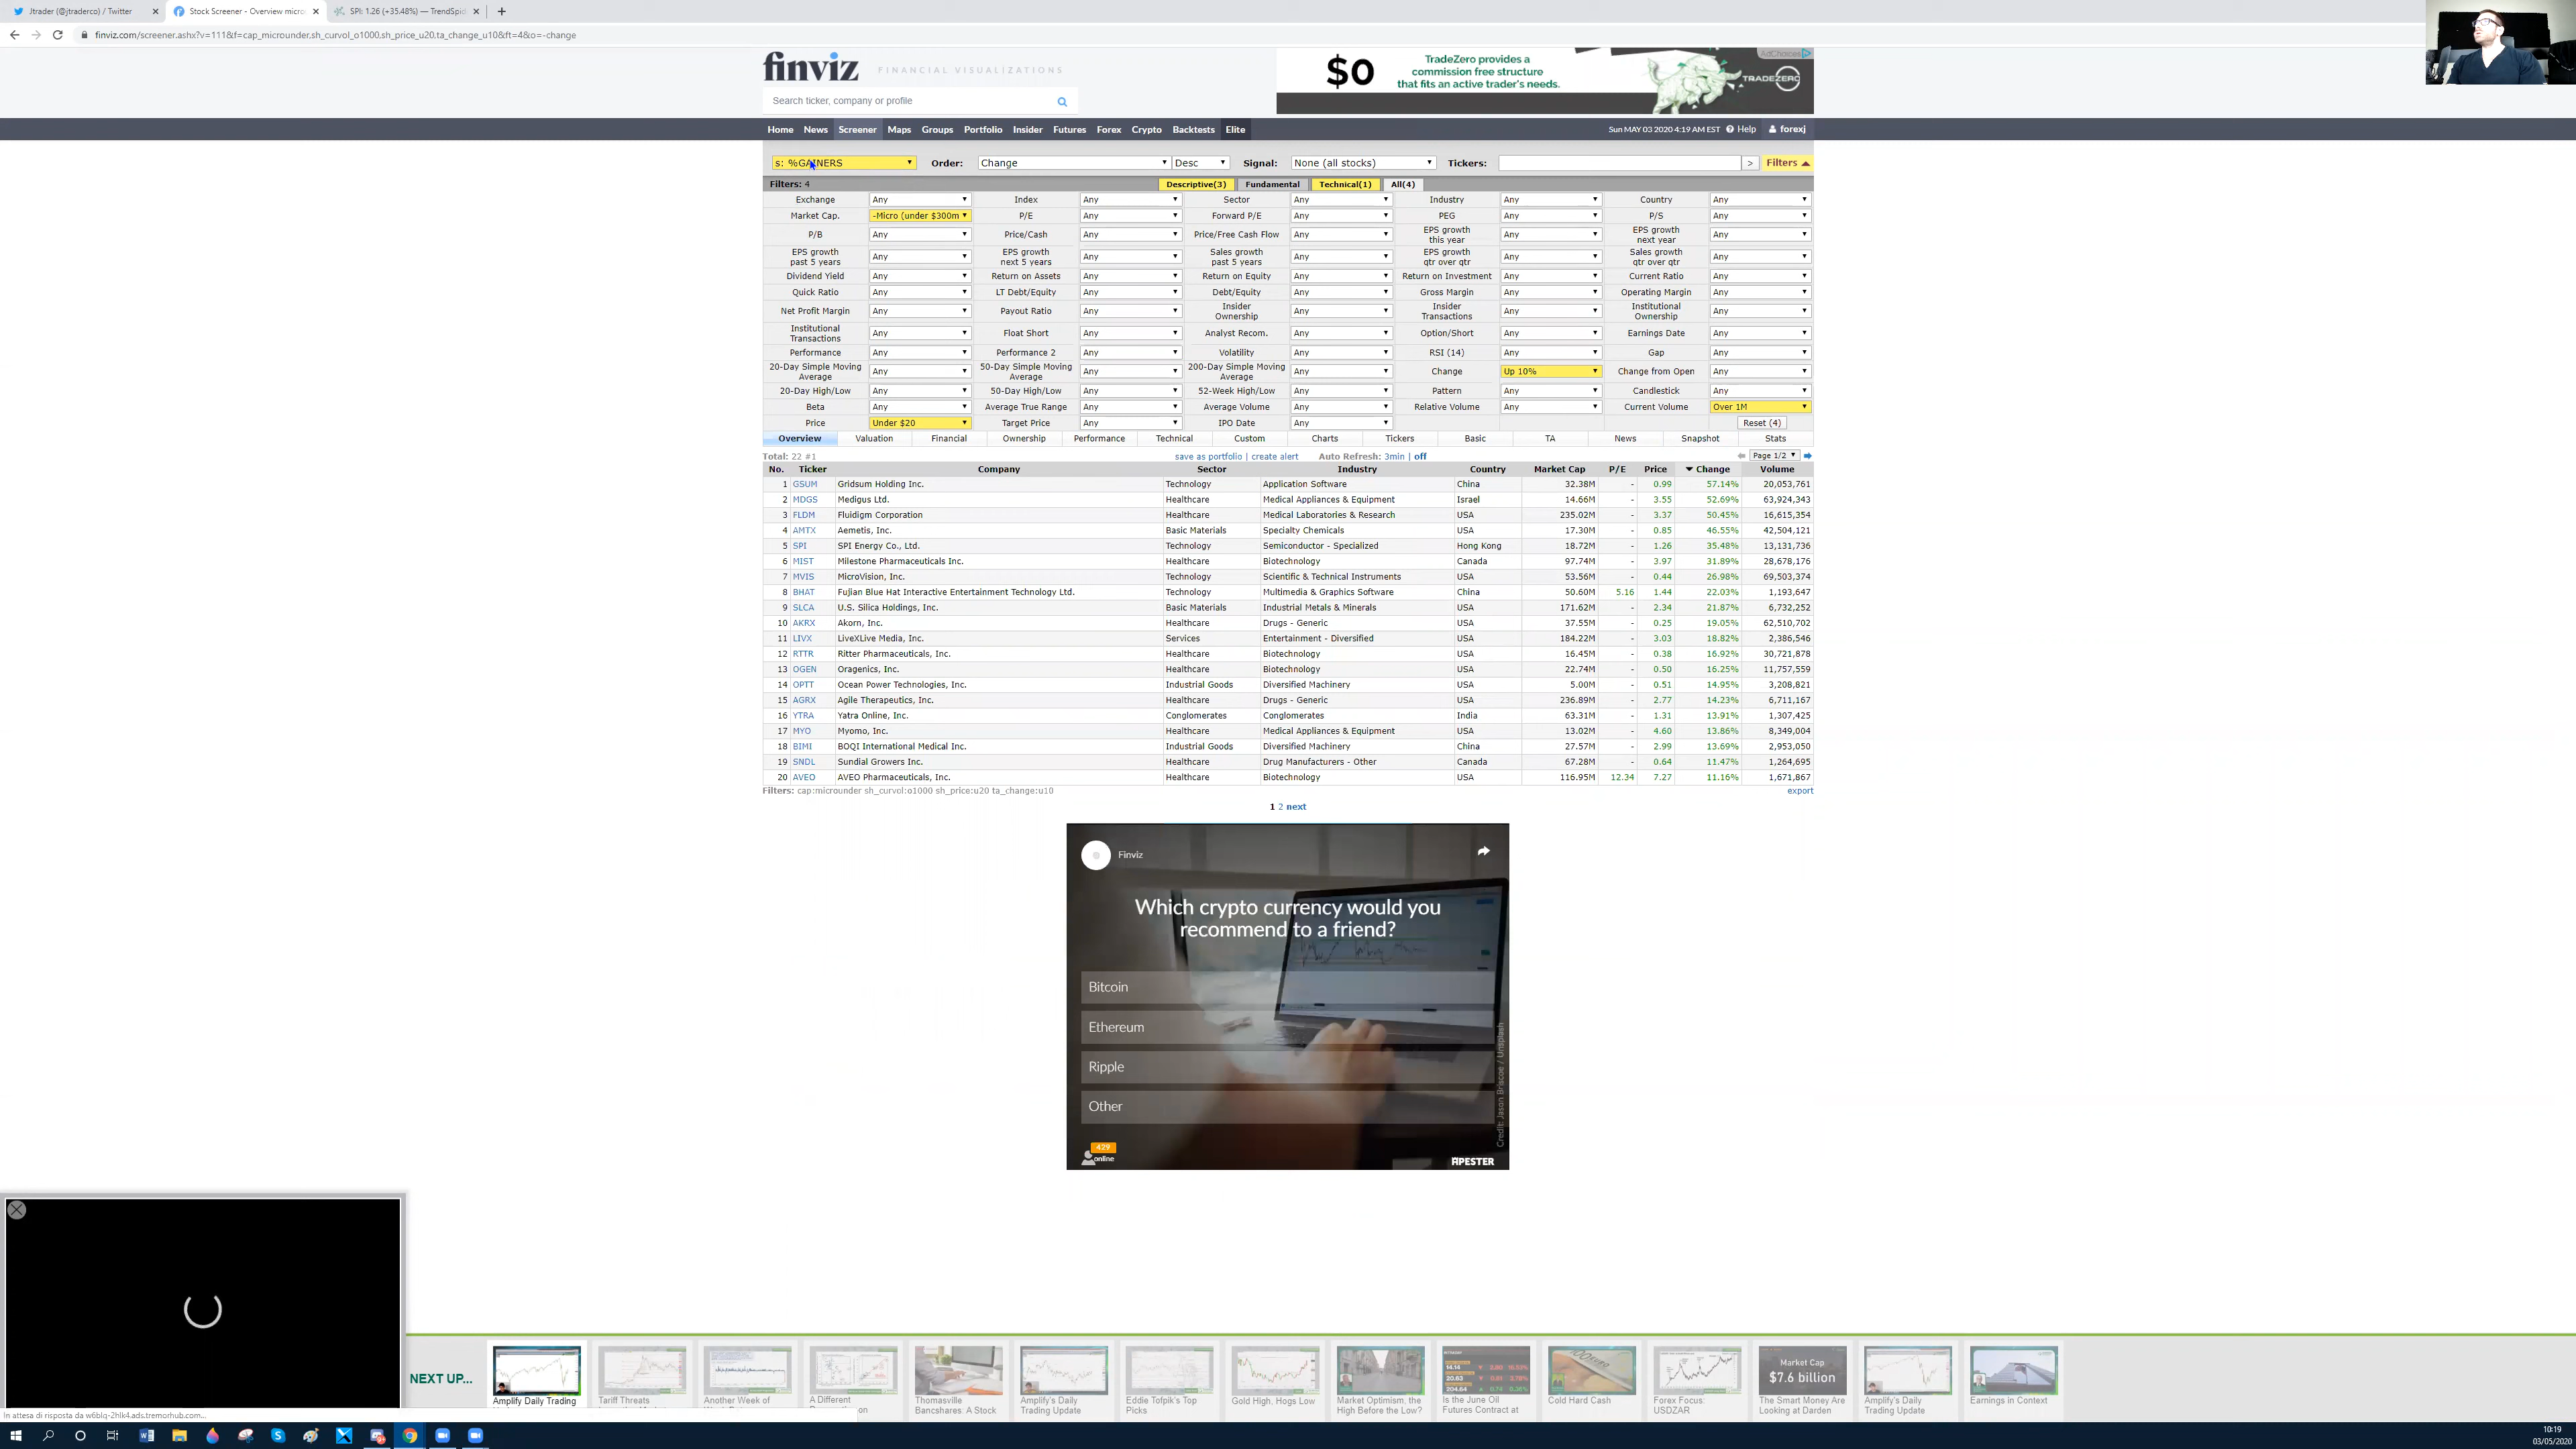 Jtrader (@jtraderco) / Twitter
Stock Screener - Overview micro
SPI: 1.26 (+35.48%) — TrendSpid
finviz.com/screener.ashx?v=111&f=cap_microunder,sh_curvol_o1000,sh_price_u20,ta_change_u10&ft=4&o=-change
finviz FINANCIAL VISUALIZATIONS
Search ticker, company or profile
$0 TradeZero provides a
commission free structure
that fits an active trader's needs.
AdChoices
TRADEZERO
Home News Screener Maps Groups Portfolio Insider Futures Forex Crypto Backtests Elite
Sun MAY 03 2020 4:19 AM EST Help forexj
s: %GAINERS Order: Change Desc Signal: None (all stocks) Tickers: > Filters
Filters: 4 Descriptive(3) Fundamental Technical(1) All(4)
Exchange Any Index Any Sector Any Industry Any Country Any
Market Cap. -Micro (under $300m P/E Any Forward P/E Any PEG Any P/S Any
P/B Any Price/Cash Any Price/Free Cash Flow Any EPS growth this year Any EPS growth next year Any
EPS growth past 5 years Any EPS growth next 5 years Any Sales growth past 5 years Any EPS growth qtr over qtr Any Sales growth qtr over qtr Any
Dividend Yield Any Return on Assets Any Return on Equity Any Return on Investment Any Current Ratio Any
Quick Ratio Any LT Debt/Equity Any Debt/Equity Any Gross Margin Any Operating Margin Any
Net Profit Margin Any Payout Ratio Any Insider Ownership Any Insider Transactions Any Institutional Ownership Any
Institutional Transactions Any Float Short Any Analyst Recom. Any Option/Short Any Earnings Date Any
Performance Any Performance 2 Any Volatility Any RSI (14) Any Gap Any
20-Day Simple Moving Average Any 50-Day Simple Moving Average Any 200-Day Simple Moving Average Any Change Up 10% Change from Open Any
20-Day High/Low Any 50-Day High/Low Any 52-Week High/Low Any Pattern Any Candlestick Any
Beta Any Average True Range Any Average Volume Any Relative Volume Any Current Volume Over 1M
Price Under $20 Target Price Any IPO Date Any Reset (4)
Overview Valuation Financial Ownership Performance Technical Custom Charts Tickers Basic TA News Snapshot Stats
Total: 22 #1 save as portfolio | create alert Auto Refresh: 3min | off Page 1/2
No. Ticker Company Sector Industry Country Market Cap P/E Price Change Volume
1 GSUM Gridsum Holding Inc. Technology Application Software China 32.38M - 0.99 57.14% 20,053,761
2 MDGS Medigus Ltd. Healthcare Medical Appliances & Equipment Israel 14.66M - 3.55 52.69% 63,924,343
3 FLDM Fluidigm Corporation Healthcare Medical Laboratories & Research USA 235.02M - 3.37 50.45% 16,615,354
4 AMTX Aemetis, Inc. Basic Materials Specialty Chemicals USA 17.30M - 0.85 46.55% 42,504,121
5 SPI SPI Energy Co., Ltd. Technology Semiconductor - Specialized Hong Kong 18.72M - 1.26 35.48% 13,131,736
6 MIST Milestone Pharmaceuticals Inc. Healthcare Biotechnology Canada 97.74M - 3.97 31.89% 28,678,176
7 MVIS MicroVision, Inc. Technology Scientific & Technical Instruments USA 53.56M - 0.44 26.98% 69,503,374
8 BHAT Fujian Blue Hat Interactive Entertainment Technology Ltd. Technology Multimedia & Graphics Software China 50.60M 5.16 1.44 22.03% 1,193,647
9 SLCA U.S. Silica Holdings, Inc. Basic Materials Industrial Metals & Minerals USA 171.62M - 2.34 21.87% 6,732,252
10 AKRX Akorn, Inc. Healthcare Drugs - Generic USA 37.55M - 0.25 19.05% 62,510,702
11 LIVX LiveXLive Media, Inc. Services Entertainment - Diversified USA 184.22M - 3.03 18.82% 2,386,546
12 RTTR Ritter Pharmaceuticals, Inc. Healthcare Biotechnology USA 16.45M - 0.38 16.92% 30,721,878
13 OGEN Oragenics, Inc. Healthcare Biotechnology USA 22.74M - 0.50 16.25% 11,757,559
14 OPTT Ocean Power Technologies, Inc. Industrial Goods Diversified Machinery USA 5.00M - 0.51 14.95% 3,208,821
15 AGRX Agile Therapeutics, Inc. Healthcare Drugs - Generic USA 236.89M - 2.77 14.23% 6,711,167
16 YTRA Yatra Online, Inc. Conglomerates Conglomerates India 63.31M - 1.31 13.91% 1,307,425
17 MYO Myomo, Inc. Healthcare Medical Appliances & Equipment USA 13.02M - 4.60 13.86% 8,349,004
18 BIMI BOQI International Medical Inc. Industrial Goods Diversified Machinery China 27.57M - 2.99 13.69% 2,953,050
19 SNDL Sundial Growers Inc. Healthcare Drug Manufacturers - Other Canada 67.28M - 0.64 11.47% 1,264,695
20 AVEO AVEO Pharmaceuticals, Inc. Healthcare Biotechnology USA 116.95M 12.34 7.27 11.16% 1,671,867
Filters: cap:microunder sh_curvol:o1000 sh_price:u20 ta_change:u10 export
1 2 next
Finviz
Which crypto currency would you
recommend to a friend?
Bitcoin
Ethereum
Ripple
Other
Credit: Jason Briscoe / Unsplash
429
online
APESTER
NEXT UP...
Amplify Daily Trading
Tariff Threats
Another Week of
A Different
Thomasville
Bancshares: A Stock
Amplify's Daily
Trading Update
Eddie Tofpik's Top
Picks
Gold High, Hogs Low
Market Optimism, the
High Before the Low?
Is the June Oil
Futures Contract at
Cold Hard Cash
Forex Focus:
USDZAR
Market Cap
$7.6 billion
The Smart Money Are
Looking at Darden
Amplify's Daily
Trading Update
Earnings in Context
In attesa di risposta da w6blq-2hlk4.ads.tremorhub.com...
10:19
03/05/2020